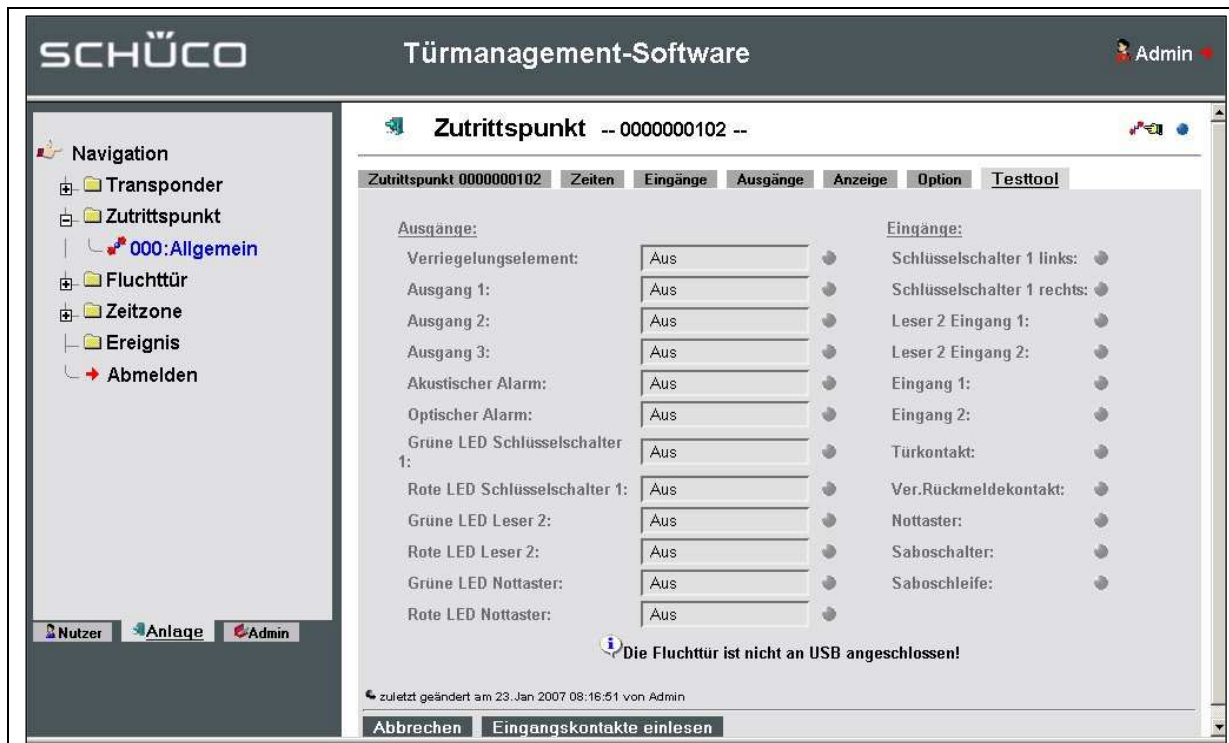 SCHÜCO
Türmanagement-Software
Admin
Navigation
Transponder
Zutrittspunkt
000:Allgemein
Fluchttür
Zeitzone
Ereignis
Abmelden
Nutzer Anlage Admin
Zutrittspunkt -- 0000000102 --
Zutrittspunkt 0000000102 Zeiten Eingänge Ausgänge Anzeige Option Testtool
Ausgänge: Eingänge:
Verriegelungselement: Aus Schlüsselschalter 1 links:
Ausgang 1: Aus Schlüsselschalter 1 rechts:
Ausgang 2: Aus Leser 2 Eingang 1:
Ausgang 3: Aus Leser 2 Eingang 2:
Akustischer Alarm: Aus Eingang 1:
Optischer Alarm: Aus Eingang 2:
Grüne LED Schlüsselschalter
1: Aus Türkontakt:
Rote LED Schlüsselschalter 1: Aus Ver.Rückmeldekontakt:
Grüne LED Leser 2: Aus Nottaster:
Rote LED Leser 2: Aus Saboschalter:
Grüne LED Nottaster: Aus Saboschleife:
Rote LED Nottaster: Aus
Die Fluchttür ist nicht an USB angeschlossen!
zuletzt geändert am 23.Jan 2007 08:16:51 von Admin
Abbrechen Eingangskontakte einlesen